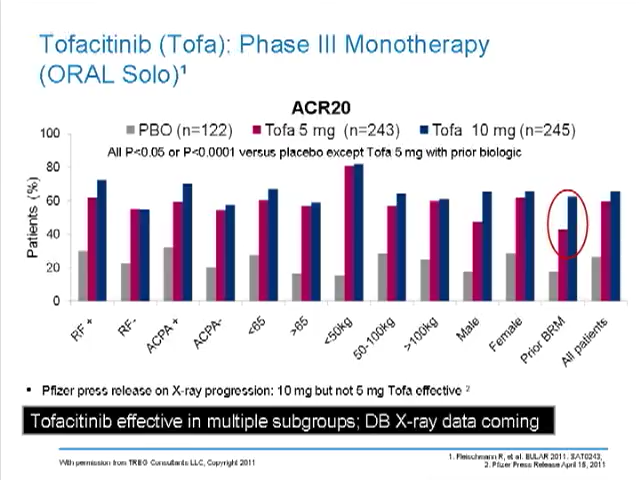 Tofacitinib (Tofa): Phase III Monotherapy
(ORAL Solo)¹
ACR20
PBO (n=122) Tofa 5 mg (n=243) Tofa 10 mg (n=245)
All P<0.05 or P<0.0001 versus placebo except Tofa 5 mg with prior biologic
Patients (%)
100
80
60
40
20
0
RF +
RF-
ACPA +
ACPA-
<65
>65
<50kg
50-100kg
>100kg
Male
Female
Prior BRM
All patients
▪ Pfizer press release on X-ray progression: 10 mg but not 5 mg Tofa effective ²
Tofacitinib effective in multiple subgroups; DB X-ray data coming
With permission from TREG Consultants LLC, Copyright 2011
1. Fleischmann R, et al. EULAR 2011. SAT0243,
2. Pfizer Press Release April 15, 2011